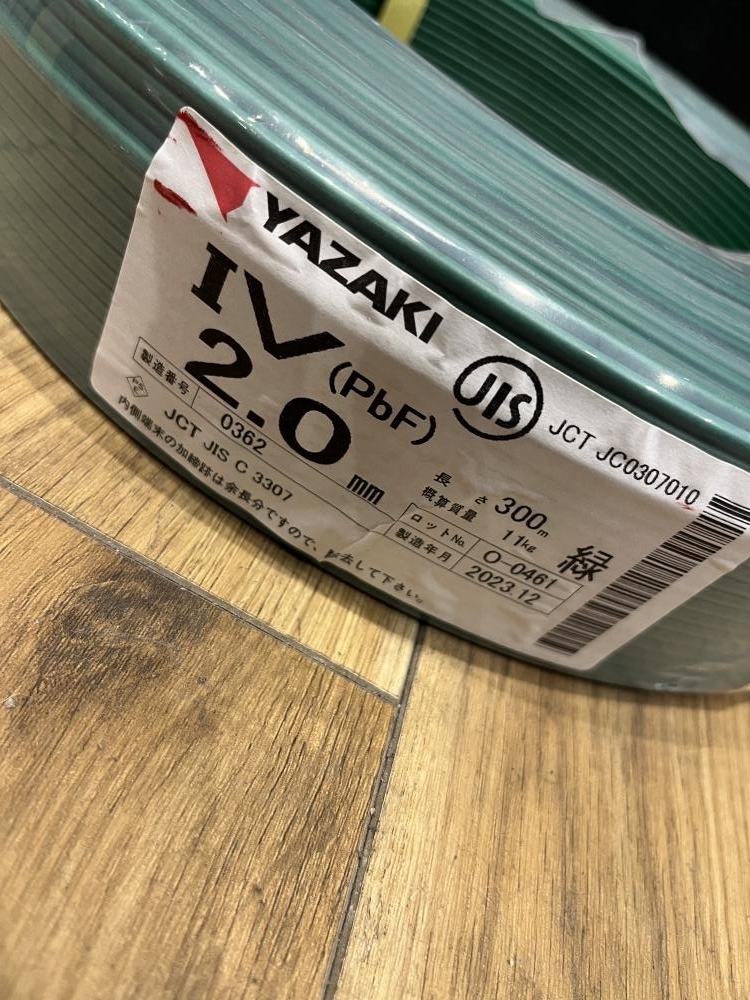 YAZAKI
IV (PbF)
2.0 mm
JIS
JCT JC0307010
製造番号 0362
JCT JIS C 3307
内側端末の加締跡は余長分ですので、去して下さい。
長さ 300m
概算質量 11kg
ロットNo. O-0461
製造年月 2023.12
緑